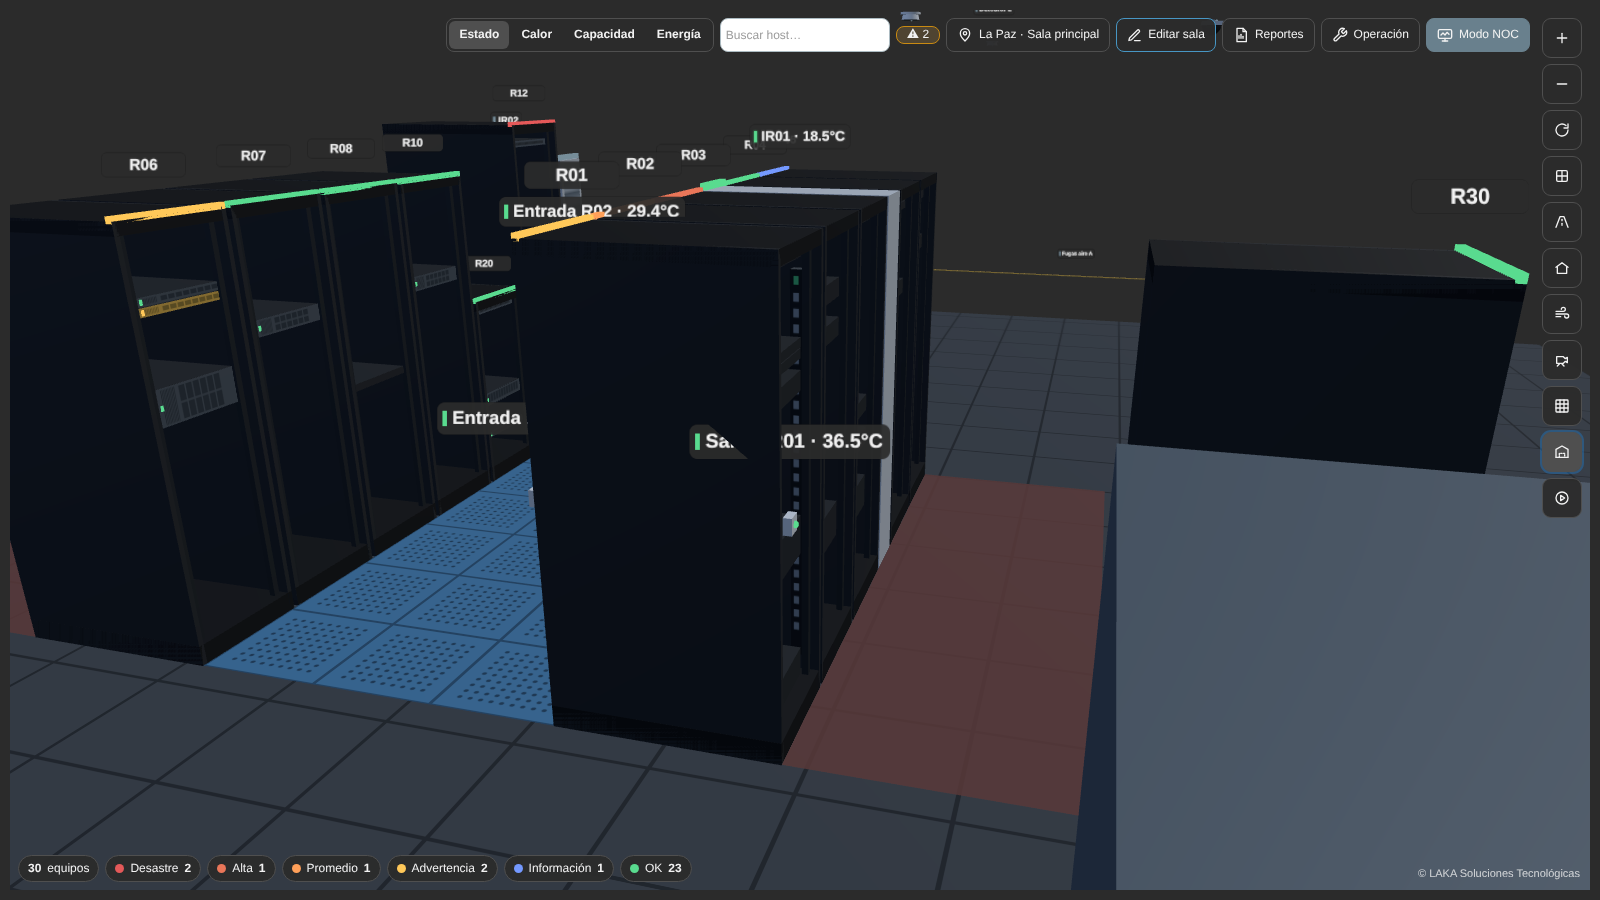 Estado Calor Capacidad Energía Buscar host… 2 La Paz · Sala principal Editar sala Reportes Operación Modo NOC
R12
IR02
R06
R07
R08
R10
R01
R02
R03
IR01 · 18.5°C
R30
Entrada R02 · 29.4°C
R20
Entrada
01 · 36.5°C
30 equipos Desastre 2 Alta 1 Promedio 1 Advertencia 2 Información 1 OK 23
© LAKA Soluciones Tecnológicas